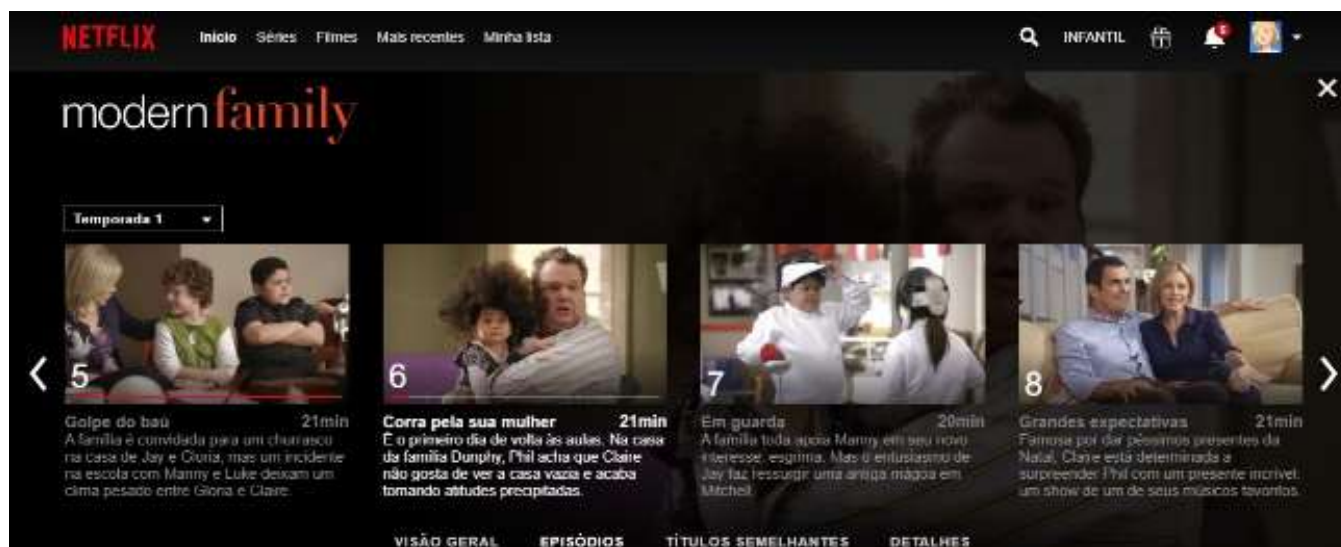 NETFLIX
Início Séries Filmes Mais recentes Minha lista
INFANTIL
5
modern family
Temporada 1
5
6
7
8
Golpe do baú 21min
A família é convidada para um churrasco
na casa de Jay e Gloria, mas um incidente
na escola com Manny e Luke deixam um
clima pesado entre Gloria e Claire.
Corra pela sua mulher 21min
É o primeiro dia de volta às aulas. Na casa
da família Dunphy, Phil acha que Claire
não gosta de ver a casa vazia e acaba
tomando atitudes precipitadas.
Em guarda 20min
A família toda apoia Manny em seu novo
interesse: esgrima. Mas o entusiasmo de
Jay faz ressurgir uma antiga mágoa em
Mitchell.
Grandes expectativas 21min
Famosa por dar péssimos presentes de
Natal, Claire está determinada a
surpreender Phil com um presente incrível:
um show de um de seus músicos favoritos.
VISÃO GERAL EPISÓDIOS TÍTULOS SEMELHANTES DETALHES